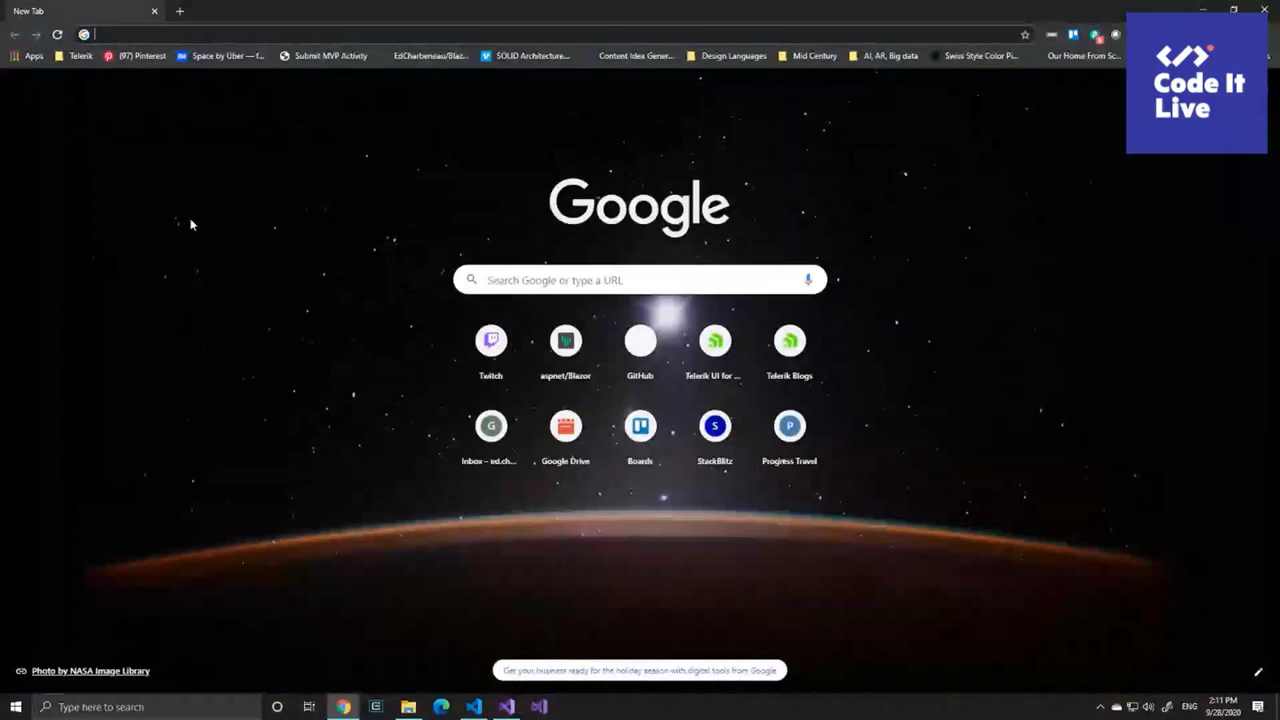 New Tab
Apps
Telerik
(97) Pinterest
Space by Uber — f...
Submit MVP Activity
EdCharbeneau/Blaz...
SOLID Architecture...
Content Idea Gener...
Design Languages
Mid Century
AI, AR, Big data
Swiss Style Color Pi...
Our Home From Sc...
</>
Code It
Live
Google
Search Google or type a URL
Twitch
aspnet/Blazor
GitHub
Telerik UI for ...
Telerik Blogs
G
S
P
Inbox – ed.ch...
Google Drive
Boards
StackBlitz
Progress Travel
Photo by NASA Image Library
Get your business ready for the holiday season with digital tools from Google
Type here to search
ENG
2:11 PM
9/28/2020